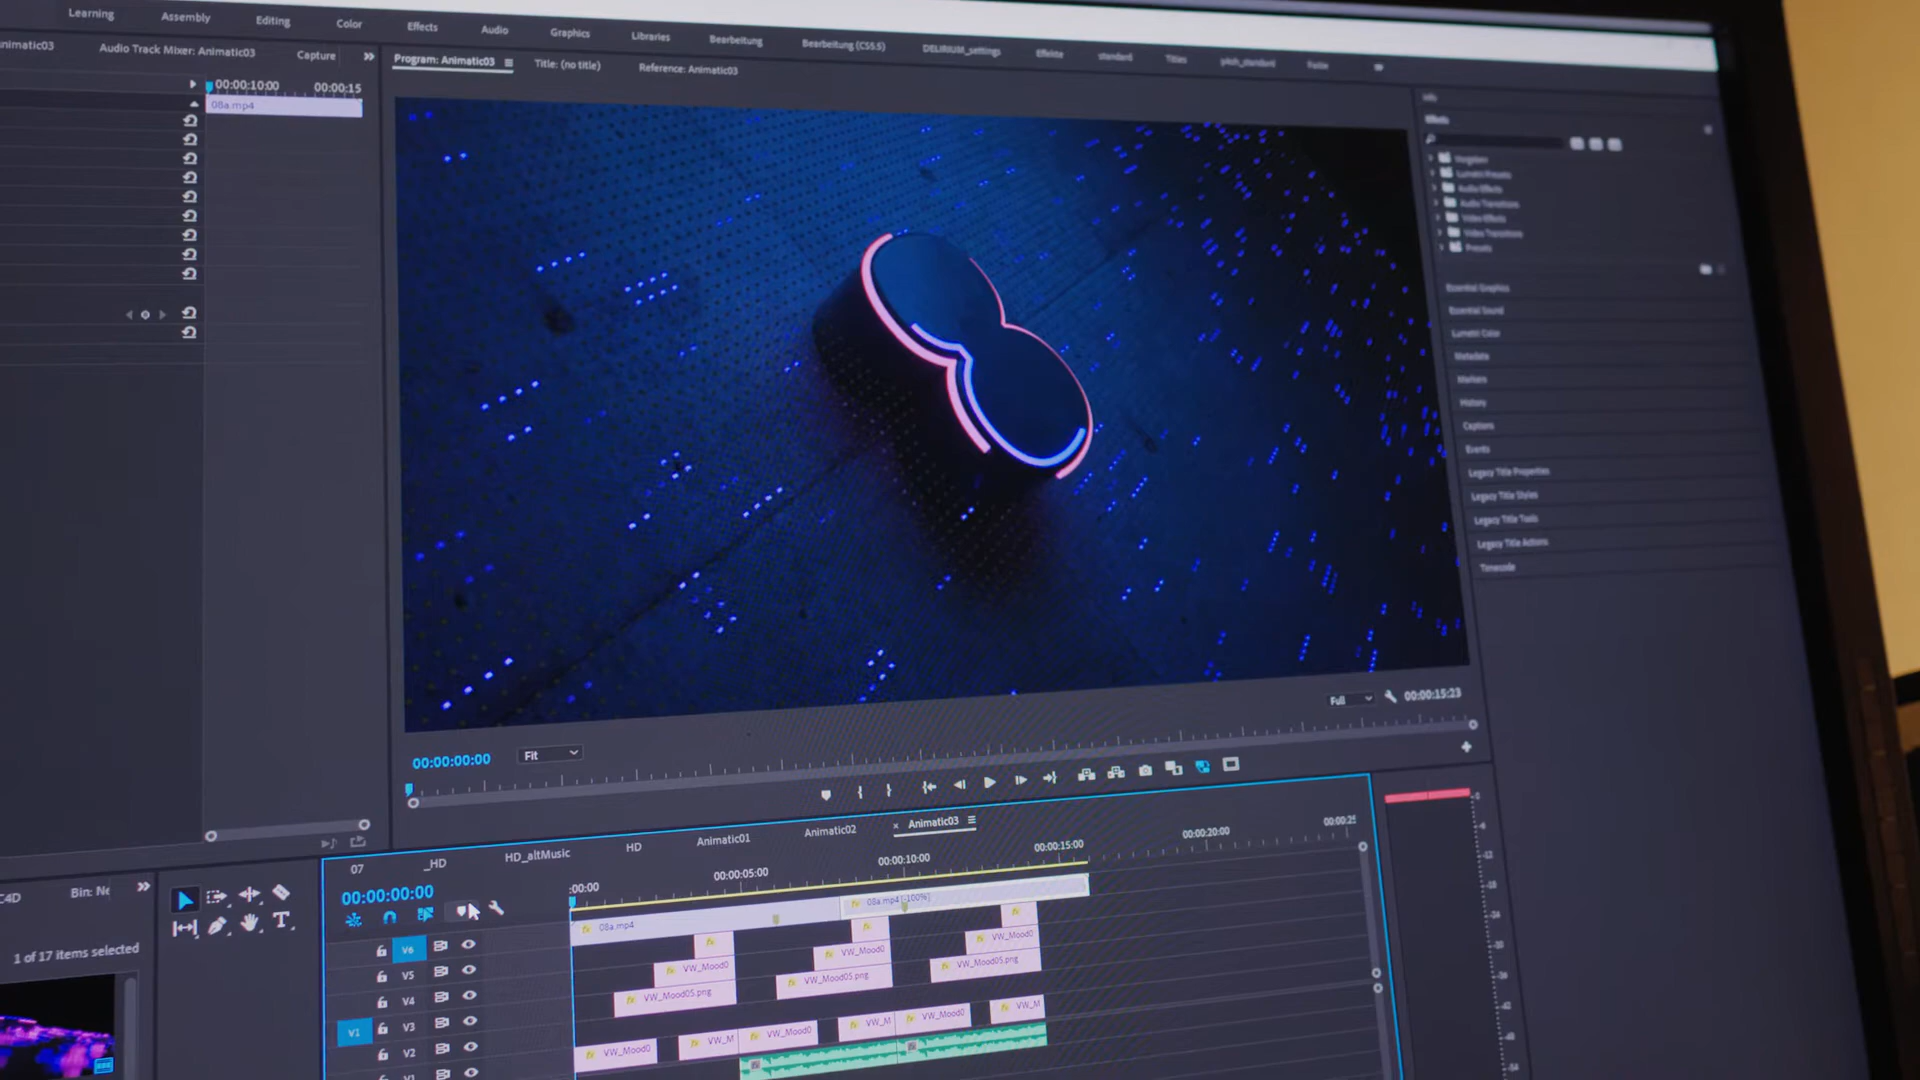 Learning Assembly Editing Color Effects Audio Graphics Libraries Bearbeitung Bearbeitung (CS5.5) DELIRIUM_settings Effekte standard Titles pitch_standard
nimatic03 Audio Track Mixer: Animatic03 Capture
Program: Animatic03 Title: (no title) Reference: Animatic03
00:00:10:00 00:00:15
08a.mp4
Info
Effects
Vorgaben
Lumetri Presets
Audio Effects
Audio Transitions
Video Effects
Video Transitions
Presets
Essential Graphics
Essential Sound
Lumetri Color
Metadata
Markers
History
Captions
Events
Legacy Title Properties
Legacy Title Styles
Legacy Title Tools
Legacy Title Actions
Timecode
00:00:00:00 Fit Full 00:00:15:23
07 _HD HD_altMusic HD Animatic01 Animatic02 × Animatic03
00:00:00:00
:00:00 00:00:05:00 00:00:10:00 00:00:15:00 00:00:20:00 00:00:25
C4D Bin: Ne
1 of 17 items selected
08a.mp4 08a.mp4 [-100%]
V6
V5 VW_Mood0 VW_Mood0 VW_Mood0
V4 VW_Mood05.png VW_Mood05.png VW_Mood05.png
V1 V3
V2 VW_Mood0 VW_M VW_Mood0 VW_M VW_Mood0 VW_M
V1